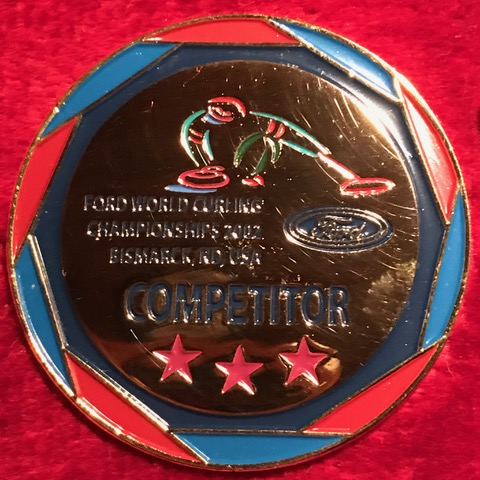 FORD WORLD CURLING
CHAMPIONSHIPS 2002
BISMARCK, ND, USA
Ford
COMPETITOR